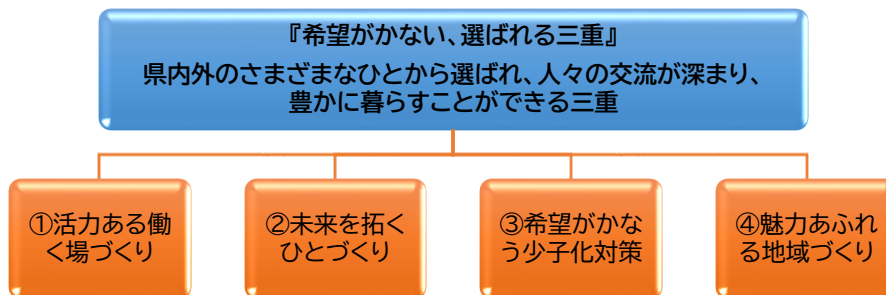 『希望がかない、選ばれる三重』
県内外のさまざまなひとから選ばれ、人々の交流が深まり、
豊かに暮らすことができる三重
①活力ある働
く場づくり
②未来を拓く
ひとづくり
③希望がかな
う少子化対策
④魅力あふれ
る地域づくり